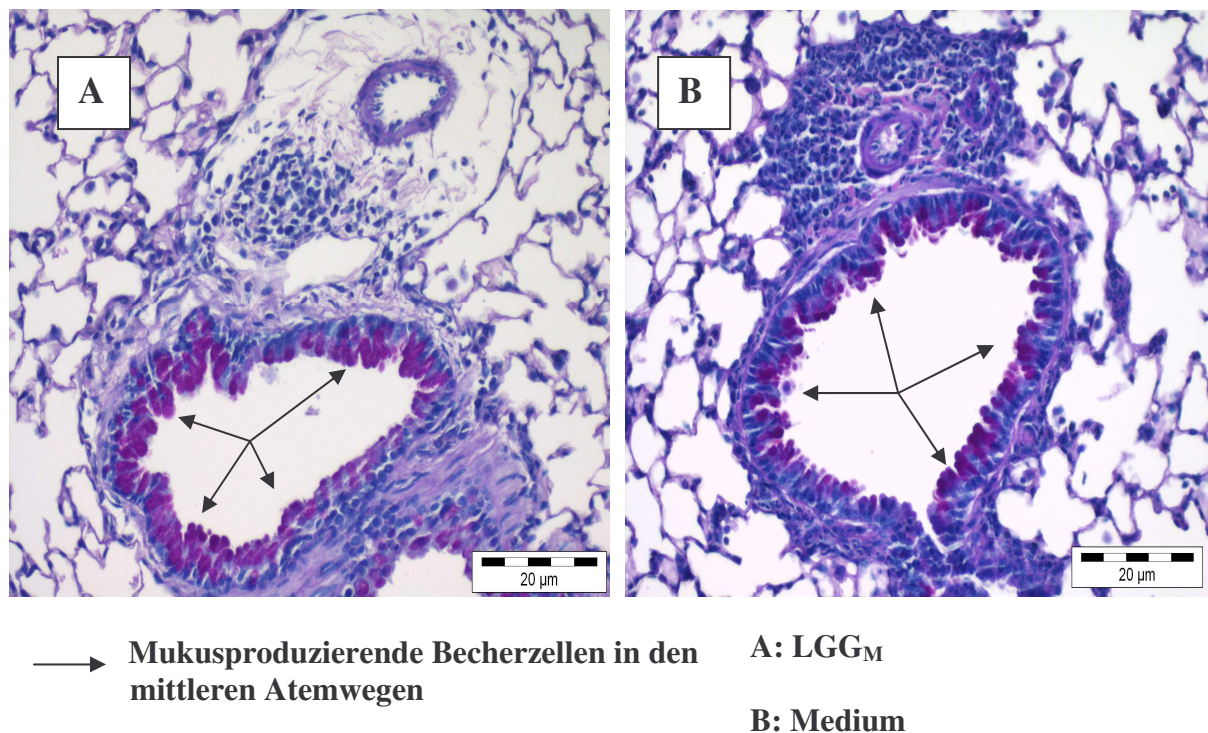 A
B
20 µm
20 µm
Mukusproduzierende Becherzellen in den
mittleren Atemwegen
A: LGGM
B: Medium